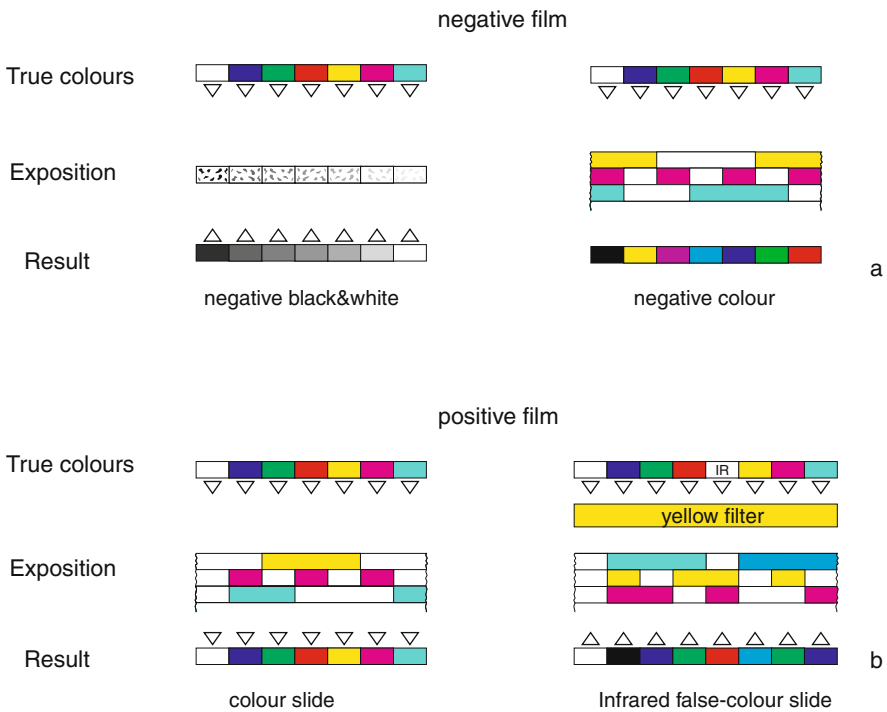 negative film
True colours
Exposition
Result
negative black&white
negative colour
a
positive film
True colours
IR
yellow filter
Exposition
Result
b
colour slide
Infrared false-colour slide